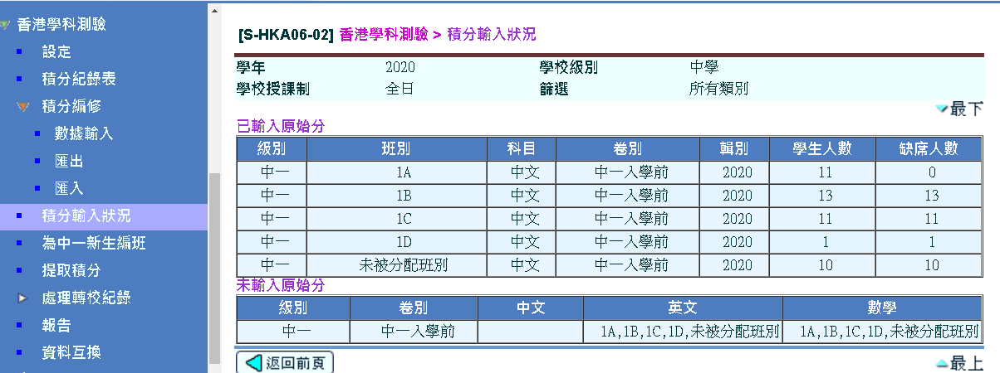 香港學科測驗
設定
積分紀錄表
積分編修
數據輸入
匯出
匯入
積分輸入狀況
為中一新生編班
提取積分
處理轉校紀錄
報告
資料互換
[S-HKA06-02] 香港學科測驗 > 積分輸入狀況
學年 2020 學校級別 中學
學校授課制 全日 篩選 所有類別
最下
已輸入原始分
級別 班別 科目 卷別 輯別 學生人數 缺席人數
中一 1A 中文 中一入學前 2020 11 0
中一 1B 中文 中一入學前 2020 13 13
中一 1C 中文 中一入學前 2020 11 11
中一 1D 中文 中一入學前 2020 1 1
中一 未被分配班別 中文 中一入學前 2020 10 10
未輸入原始分
級別 卷別 中文 英文 數學
中一 中一入學前 1A,1B,1C,1D,未被分配班別 1A,1B,1C,1D,未被分配班別
返回前頁
最上